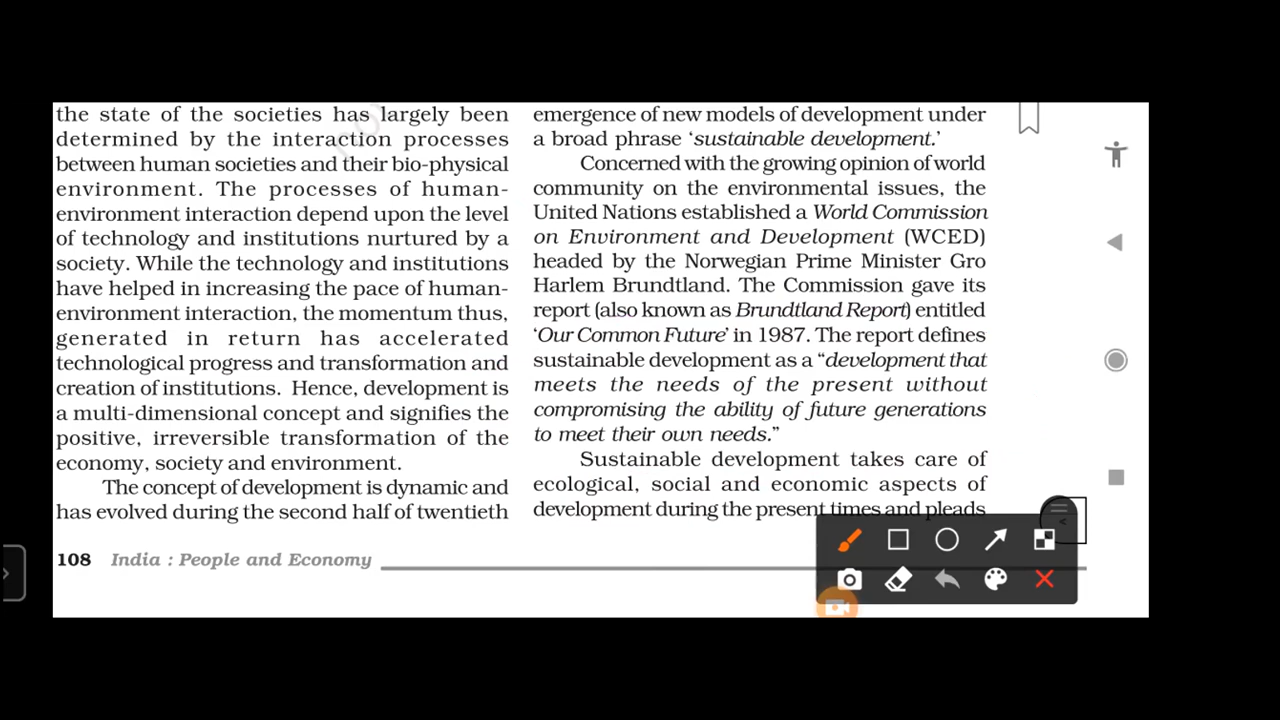 the state of the societies has largely been
determined by the interaction processes
between human societies and their bio-physical
environment. The processes of human-
environment interaction depend upon the level
of technology and institutions nurtured by a
society. While the technology and institutions
have helped in increasing the pace of human-
environment interaction, the momentum thus,
generated in return has accelerated
technological progress and transformation and
creation of institutions. Hence, development is
a multi-dimensional concept and signifies the
positive, irreversible transformation of the
economy, society and environment.
The concept of development is dynamic and
has evolved during the second half of twentieth
emergence of new models of development under
a broad phrase ‘sustainable development.’
Concerned with the growing opinion of world
community on the environmental issues, the
United Nations established a World Commission
on Environment and Development (WCED)
headed by the Norwegian Prime Minister Gro
Harlem Brundtland. The Commission gave its
report (also known as Brundtland Report) entitled
‘Our Common Future’ in 1987. The report defines
sustainable development as a “development that
meets the needs of the present without
compromising the ability of future generations
to meet their own needs.”
Sustainable development takes care of
ecological, social and economic aspects of
development during the present times and pleads
108 India : People and Economy